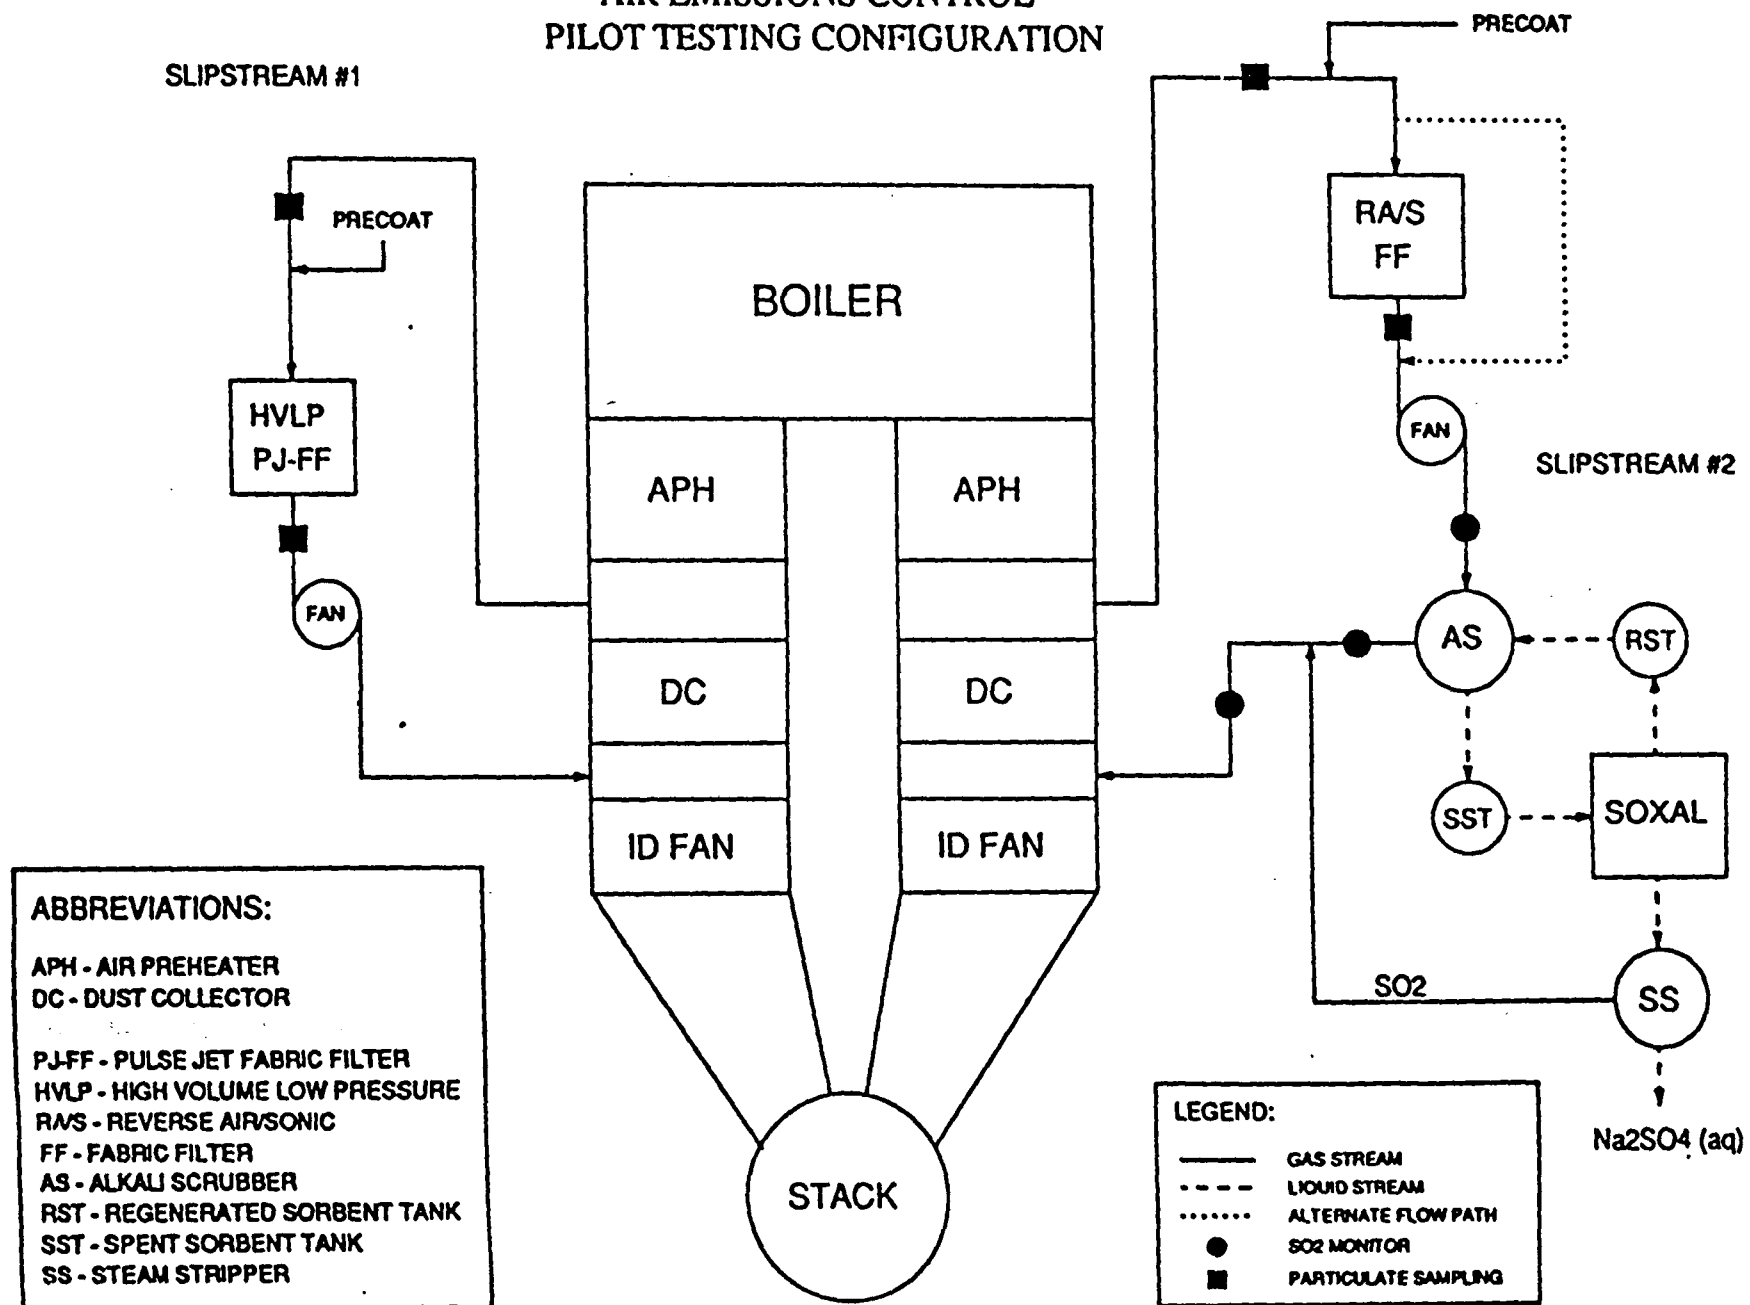 AIR EMISSIONS CONTROL
PILOT TESTING CONFIGURATION
PRECOAT
SLIPSTREAM #1
PRECOAT
RA/S
FF
BOILER
HVLP
PJ-FF
FAN
SLIPSTREAM #2
APH
APH
FAN
AS
RST
DC
DC
SST
SOXAL
ID FAN
ID FAN
SO2
SS
Na2SO4 (aq)
STACK
ABBREVIATIONS:
APH - AIR PREHEATER
DC - DUST COLLECTOR
PJ-FF - PULSE JET FABRIC FILTER
HVLP - HIGH VOLUME LOW PRESSURE
RA/S - REVERSE AIR/SONIC
FF - FABRIC FILTER
AS - ALKALI SCRUBBER
RST - REGENERATED SORBENT TANK
SST - SPENT SORBENT TANK
SS - STEAM STRIPPER
LEGEND:
GAS STREAM
LIQUID STREAM
ALTERNATE FLOW PATH
SO2 MONITOR
PARTICULATE SAMPLING